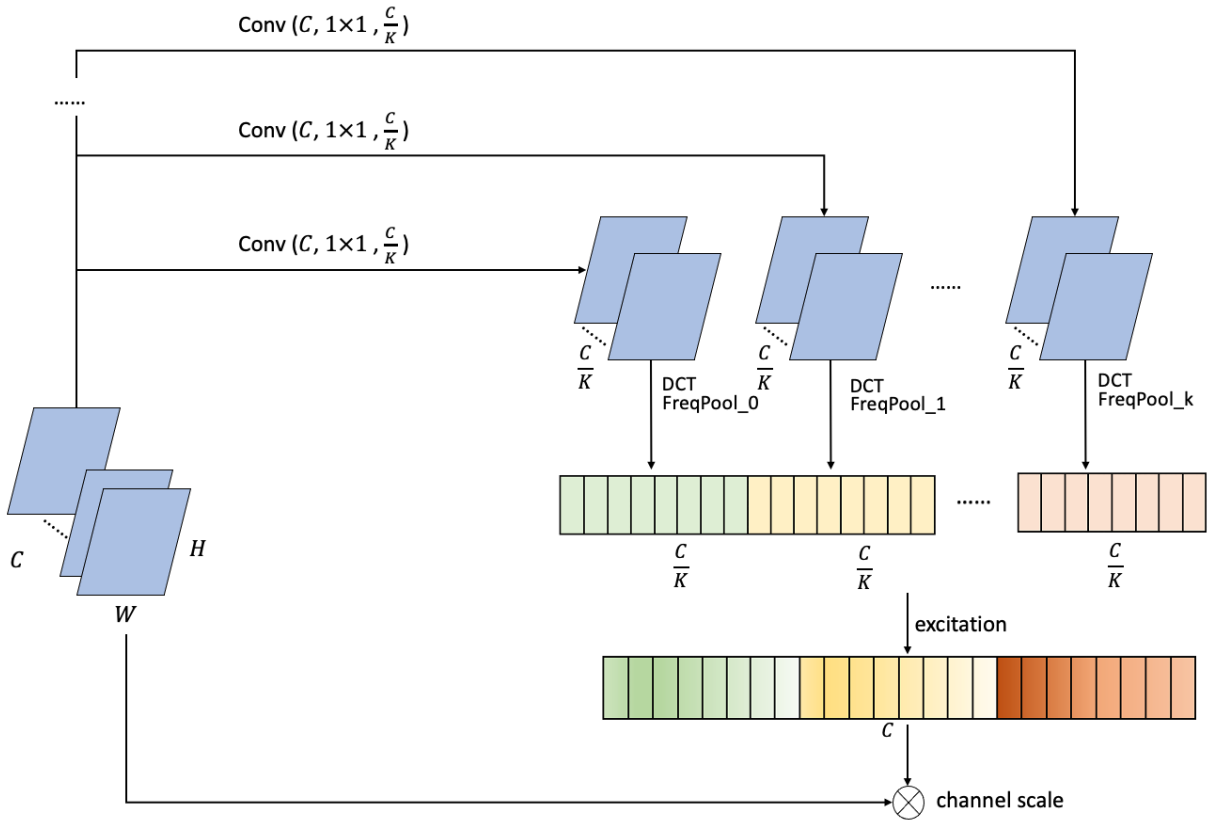 Conv (C, 1×1 , C/K)
......
Conv (C, 1×1 , C/K)
Conv (C, 1×1 , C/K)
......
......
......
......
C/K
C/K
C/K
DCT
FreqPool_0
DCT
FreqPool_1
DCT
FreqPool_k
......
......
C
H
W
C/K
C/K
C/K
excitation
C
channel scale